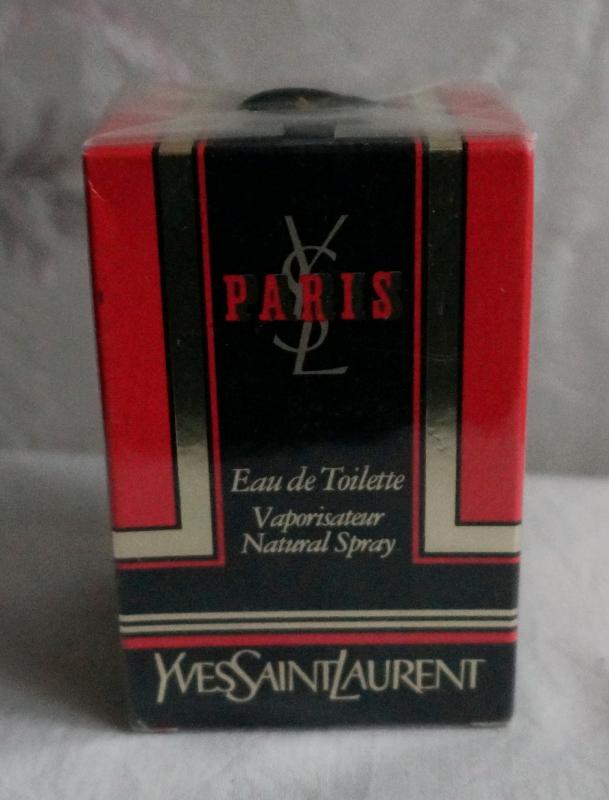 YSL
PARIS
Eau de Toilette
Vaporisateur
Natural Spray
YVESSAINTLAURENT